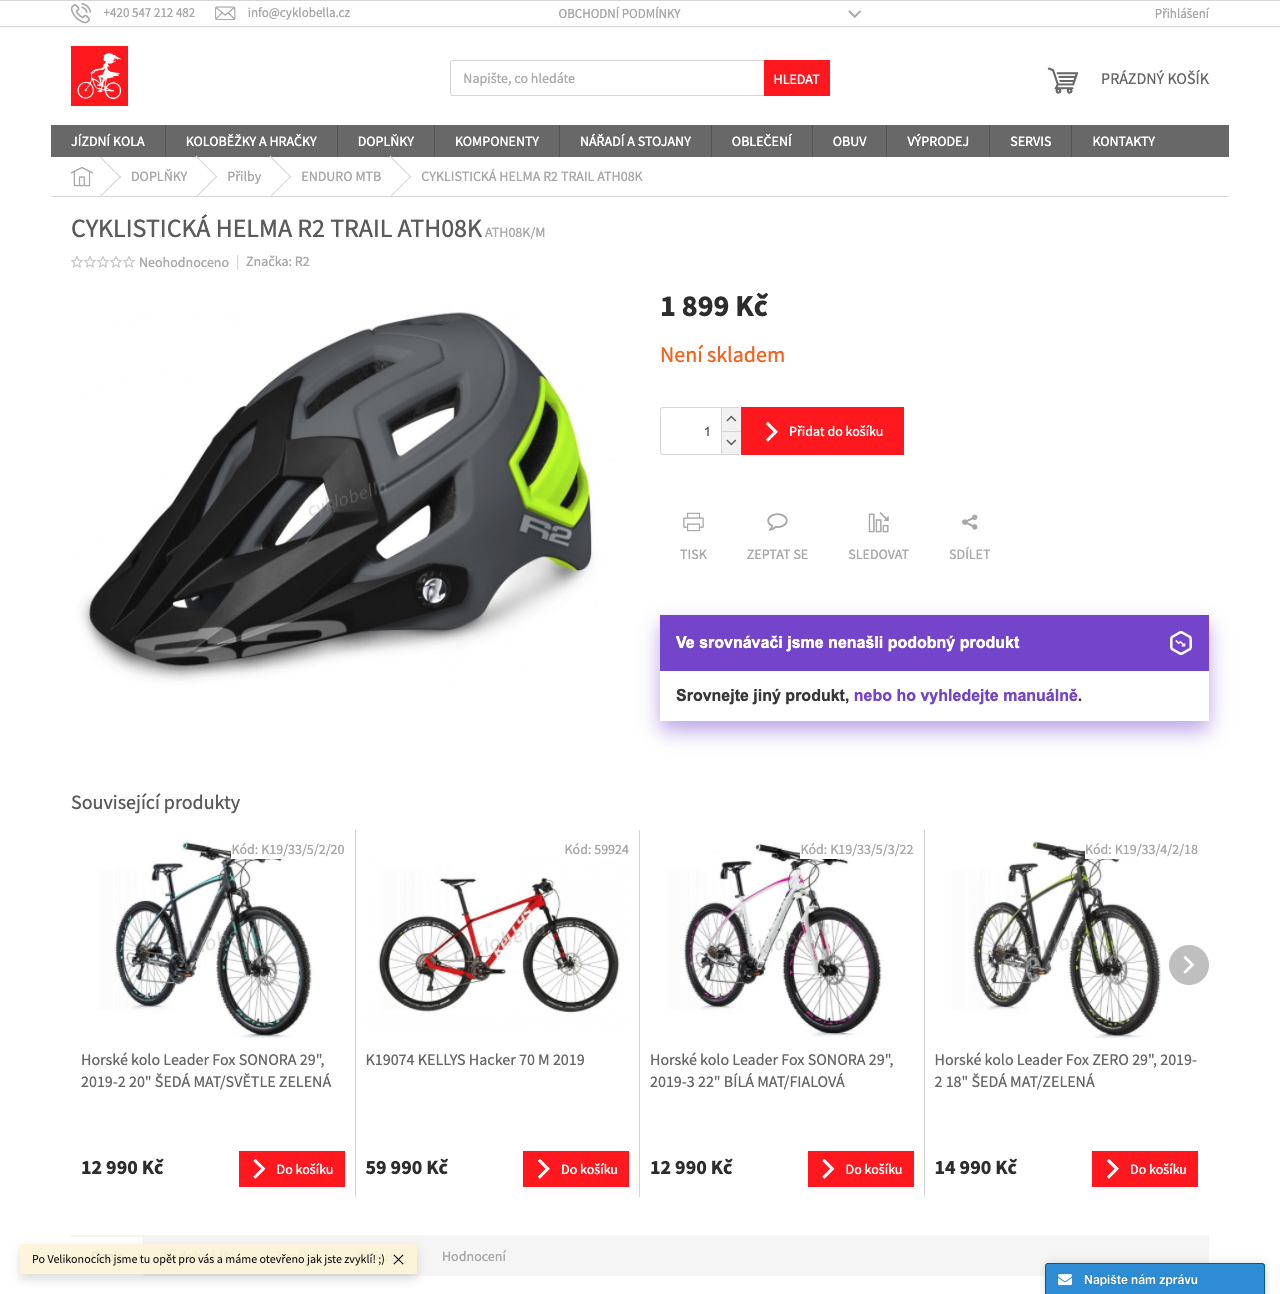 +420 547 212 482
info@cyklobella.cz
OBCHODNÍ PODMÍNKY
Přihlášení
Napište, co hledáte
HLEDAT
PRÁZDNÝ KOŠÍK
JÍZDNÍ KOLA
KOLOBĚŽKY A HRAČKY
DOPLŇKY
KOMPONENTY
NÁŘADÍ A STOJANY
OBLEČENÍ
OBUV
VÝPRODEJ
SERVIS
KONTAKTY
DOPLŇKY
Přilby
ENDURO MTB
CYKLISTICKÁ HELMA R2 TRAIL ATH08K
CYKLISTICKÁ HELMA R2 TRAIL ATH08K ATH08K/M
Neohodnoceno
Značka: R2
cyklobella
R2
1 899 Kč
Není skladem
1
Přidat do košíku
TISK
ZEPTAT SE
SLEDOVAT
SDÍLET
Ve srovnávači jsme nenašli podobný produkt
Srovnejte jiný produkt, nebo ho vyhledejte manuálně.
Související produkty
Kód: K19/33/5/2/20
Horské kolo Leader Fox SONORA 29",
2019-2 20" ŠEDÁ MAT/SVĚTLE ZELENÁ
12 990 Kč
Do košíku
Kód: 59924
KELLYS
K19074 KELLYS Hacker 70 M 2019
59 990 Kč
Do košíku
Kód: K19/33/5/3/22
Horské kolo Leader Fox SONORA 29",
2019-3 22" BÍLÁ MAT/FIALOVÁ
12 990 Kč
Do košíku
Kód: K19/33/4/2/18
Horské kolo Leader Fox ZERO 29", 2019-
2 18" ŠEDÁ MAT/ZELENÁ
14 990 Kč
Do košíku
Po Velikonocích jsme tu opět pro vás a máme otevřeno jak jste zvyklí! ;)
Hodnocení
Napište nám zprávu